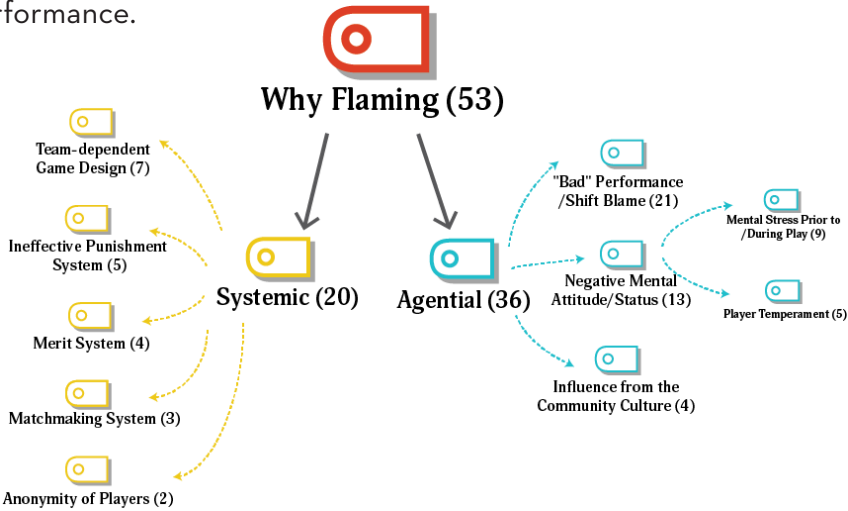 rformance.
Why Flaming (53)
Systemic (20)
Team-dependent
Game Design (7)
Ineffective Punishment
System (5)
Merit System (4)
Matchmaking System (3)
Anonymity of Players (2)
Agential (36)
"Bad" Performance
/Shift Blame (21)
Negative Mental
Attitude/Status (13)
Mental Stress Prior to
/During Play (9)
Player Temperament (5)
Influence from the
Community Culture (4)